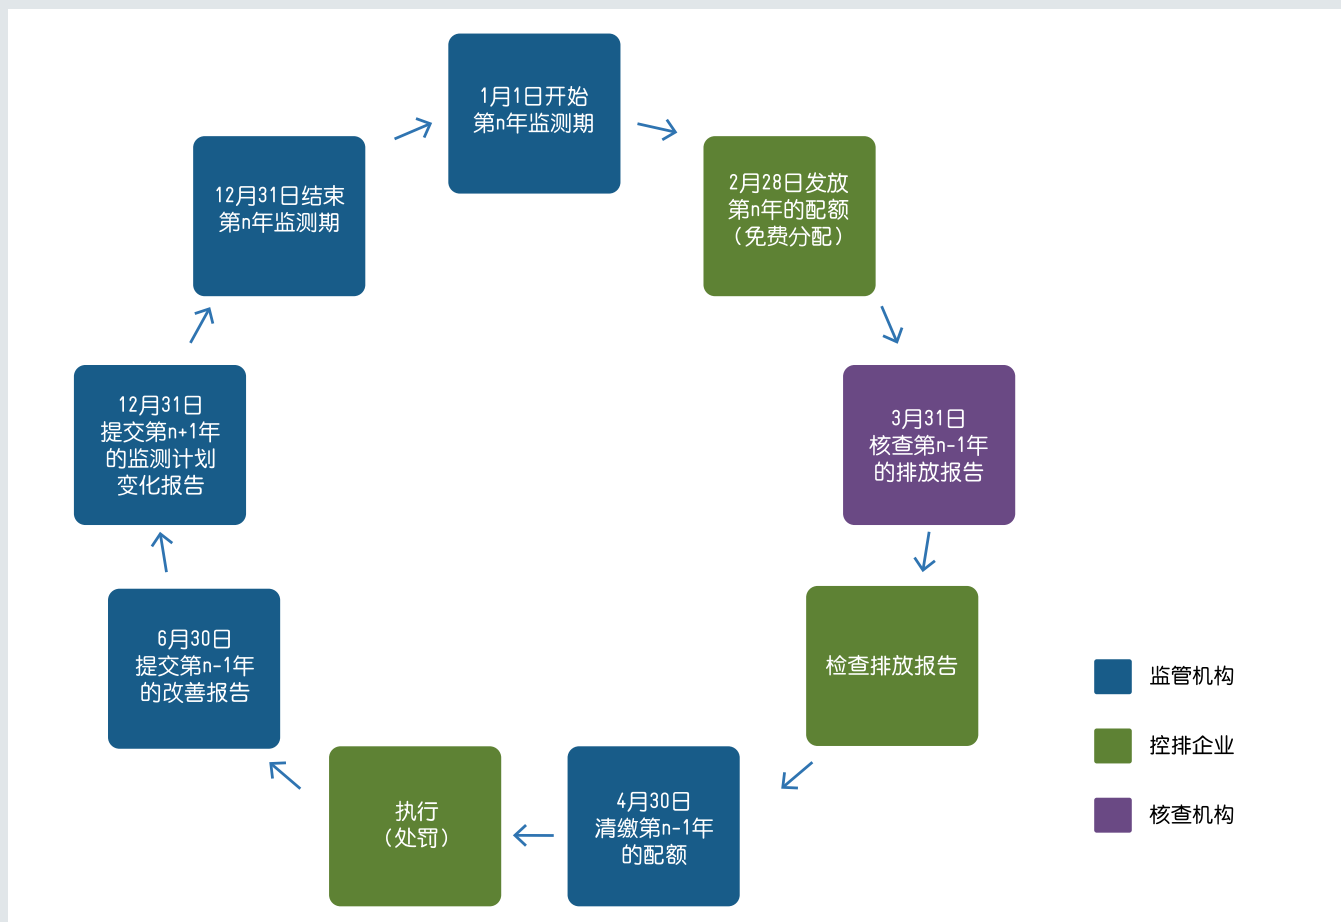 1月1日开始
第n年监测期
2月28日发放
第n年的配额
（免费分配）
3月31日
核查第n-1年
的排放报告
检查排放报告
4月30日
清缴第n-1年
的配额
执行
（处罚）
6月30日
提交第n-1年
的改善报告
12月31日
提交第n+1年
的监测计划
变化报告
12月31日结束
第n年监测期
监管机构
控排企业
核查机构